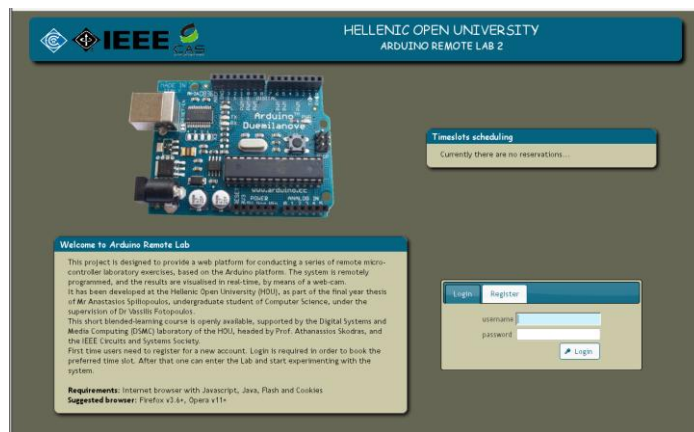 IEEE
CAS
HELLENIC OPEN UNIVERSITY
ARDUINO REMOTE LAB 2
MADE IN
Arduino
Duemilanove
www.arduino.cc
POWER
ANALOG IN
Timeslots scheduling
Currently there are no reservations...
Welcome to Arduino Remote Lab
This project is designed to provide a web platform for conducting a series of remote micro-
controller laboratory exercises, based on the Arduino platform. The system is remotely
programmed, and the results are visualised in real-time, by means of a web-cam.
It has been developed at the Hellenic Open University (HOU), as part of the final year thesis
of Mr Anastasios Spiliopoulos, undergraduate student of Computer Science, under the
supervision of Dr Vassilis Fotopoulos.
This short blended-learning course is openly available, supported by the Digital Systems and
Media Computing (DSMC) laboratory of the HOU, headed by Prof. Athanassios Skodras, and
the IEEE Circuits and Systems Society.
First time users need to register for a new account. Login is required in order to book the
preferred time slot. After that one can enter the Lab and start experimenting with the
system.
Requirements: Internet browser with Javascript, Java, Flash and Cookies
Suggested browser: Firefox v3.6+, Opera v11+
Login Register
username
password
Login